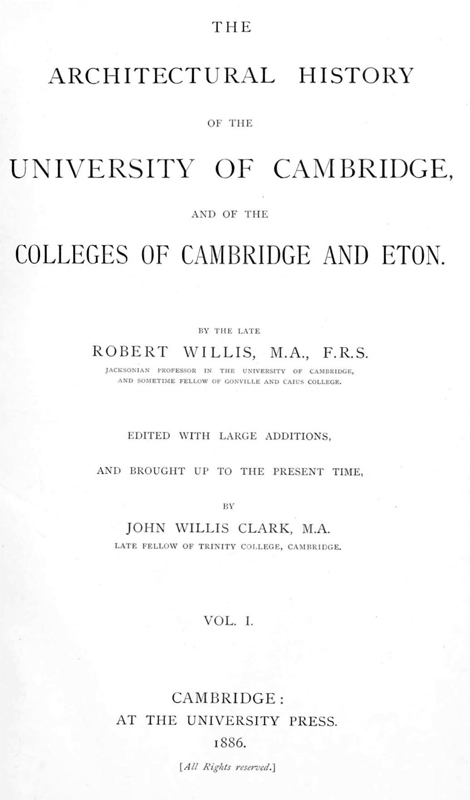 THE
ARCHITECTURAL HISTORY
OF THE
UNIVERSITY OF CAMBRIDGE,
AND OF THE
COLLEGES OF CAMBRIDGE AND ETON.
BY THE LATE
ROBERT WILLIS, M.A., F.R.S.
JACKSONIAN PROFESSOR IN THE UNIVERSITY OF CAMBRIDGE,
AND SOMETIME FELLOW OF GONVILLE AND CAIUS COLLEGE.
EDITED WITH LARGE ADDITIONS,
AND BROUGHT UP TO THE PRESENT TIME,
BY
JOHN WILLIS CLARK, M.A.
LATE FELLOW OF TRINITY COLLEGE, CAMBRIDGE.
VOL. I.
CAMBRIDGE:
AT THE UNIVERSITY PRESS.
1886.
[All Rights reserved.]